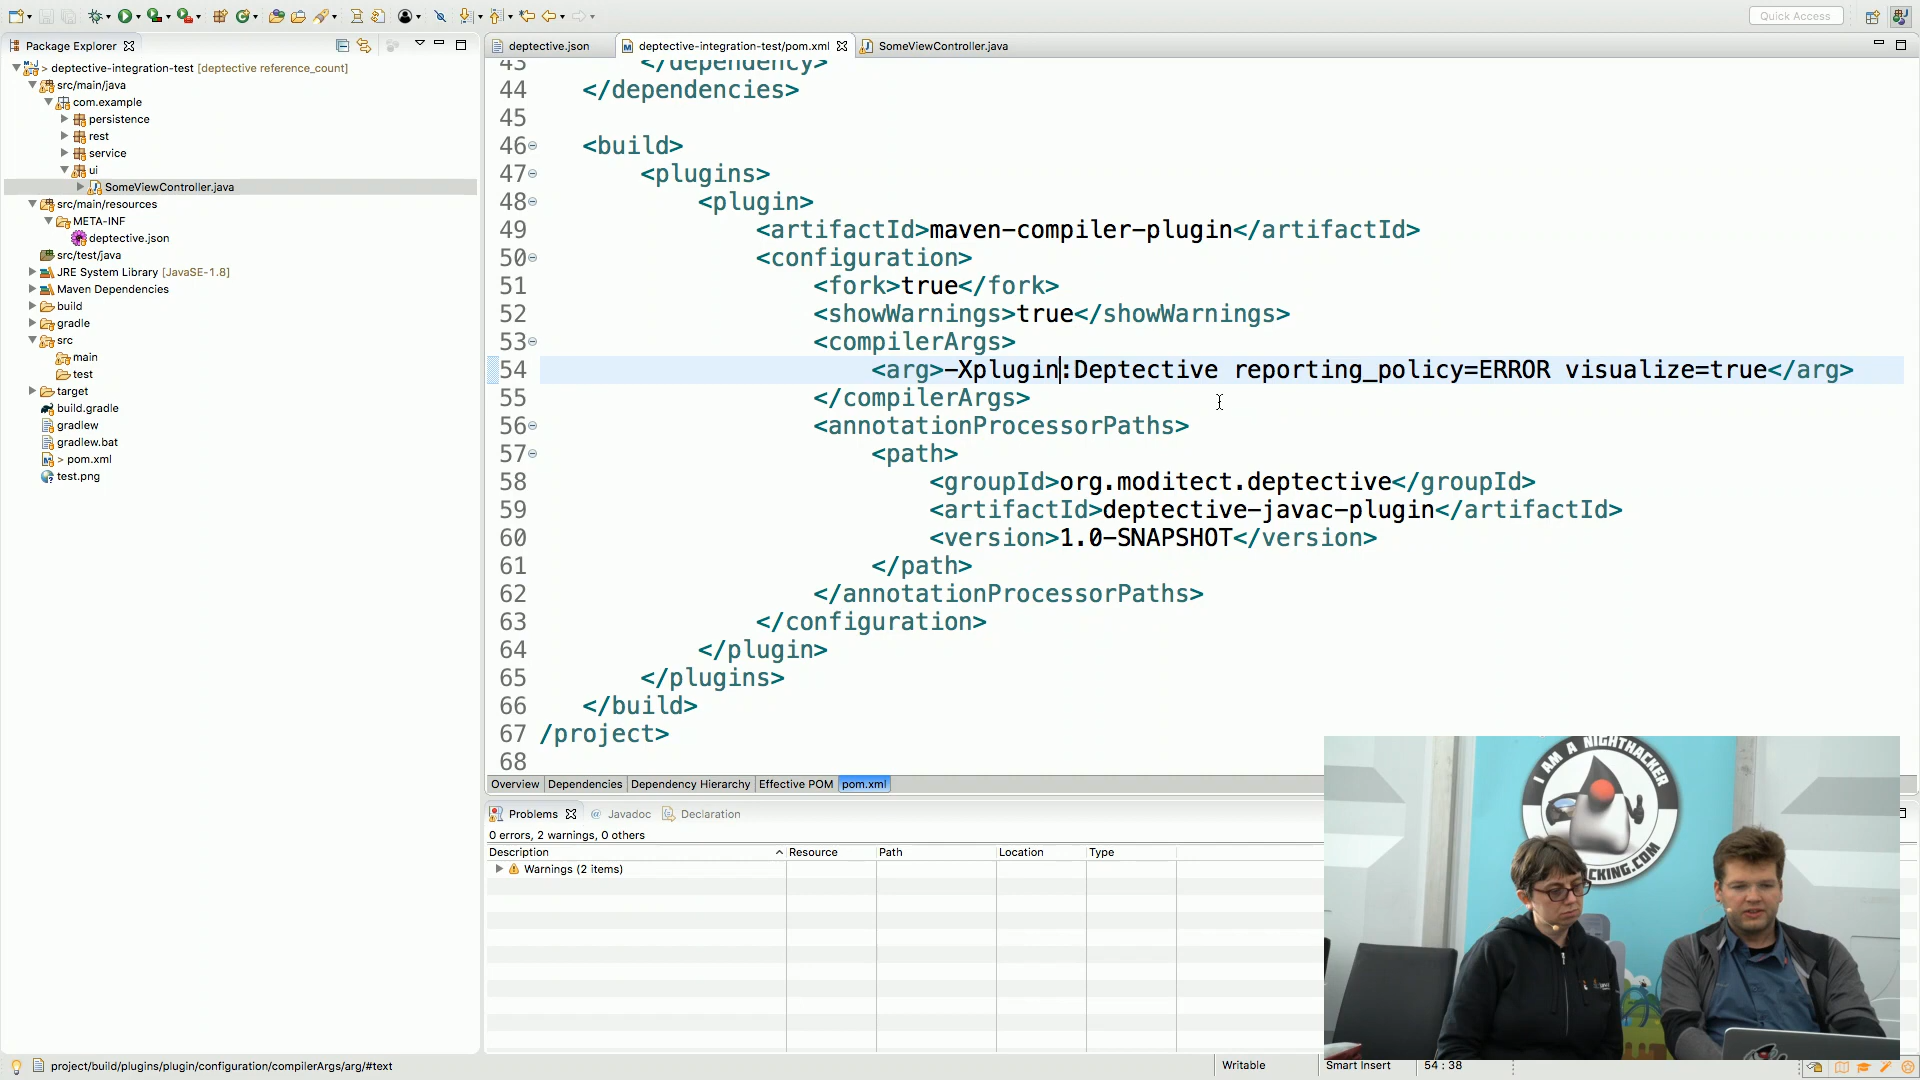 Quick Access
Package Explorer
> deptective-integration-test [deptective reference_count]
src/main/java
com.example
persistence
rest
service
ui
SomeViewController.java
src/main/resources
META-INF
deptective.json
src/test/java
JRE System Library [JavaSE-1.8]
Maven Dependencies
build
gradle
src
main
test
target
build.gradle
gradlew
gradlew.bat
> pom.xml
test.png
deptective.json
deptective-integration-test/pom.xml
SomeViewController.java
43 </dependency>
44 </dependencies>
45
46 <build>
47 <plugins>
48 <plugin>
49 <artifactId>maven-compiler-plugin</artifactId>
50 <configuration>
51 <fork>true</fork>
52 <showWarnings>true</showWarnings>
53 <compilerArgs>
54 <arg>-Xplugin:Deptective reporting_policy=ERROR visualize=true</arg>
55 </compilerArgs>
56 <annotationProcessorPaths>
57 <path>
58 <groupId>org.moditect.deptective</groupId>
59 <artifactId>deptective-javac-plugin</artifactId>
60 <version>1.0-SNAPSHOT</version>
61 </path>
62 </annotationProcessorPaths>
63 </configuration>
64 </plugin>
65 </plugins>
66 </build>
67 /project>
68
Overview Dependencies Dependency Hierarchy Effective POM pom.xml
Problems @ Javadoc Declaration
0 errors, 2 warnings, 0 others
Description Resource Path Location Type
Warnings (2 items)
I AM A NIGHTHACKER
CKING.COM
project/build/plugins/plugin/configuration/compilerArgs/arg/#text
Writable
Smart Insert
54 : 38